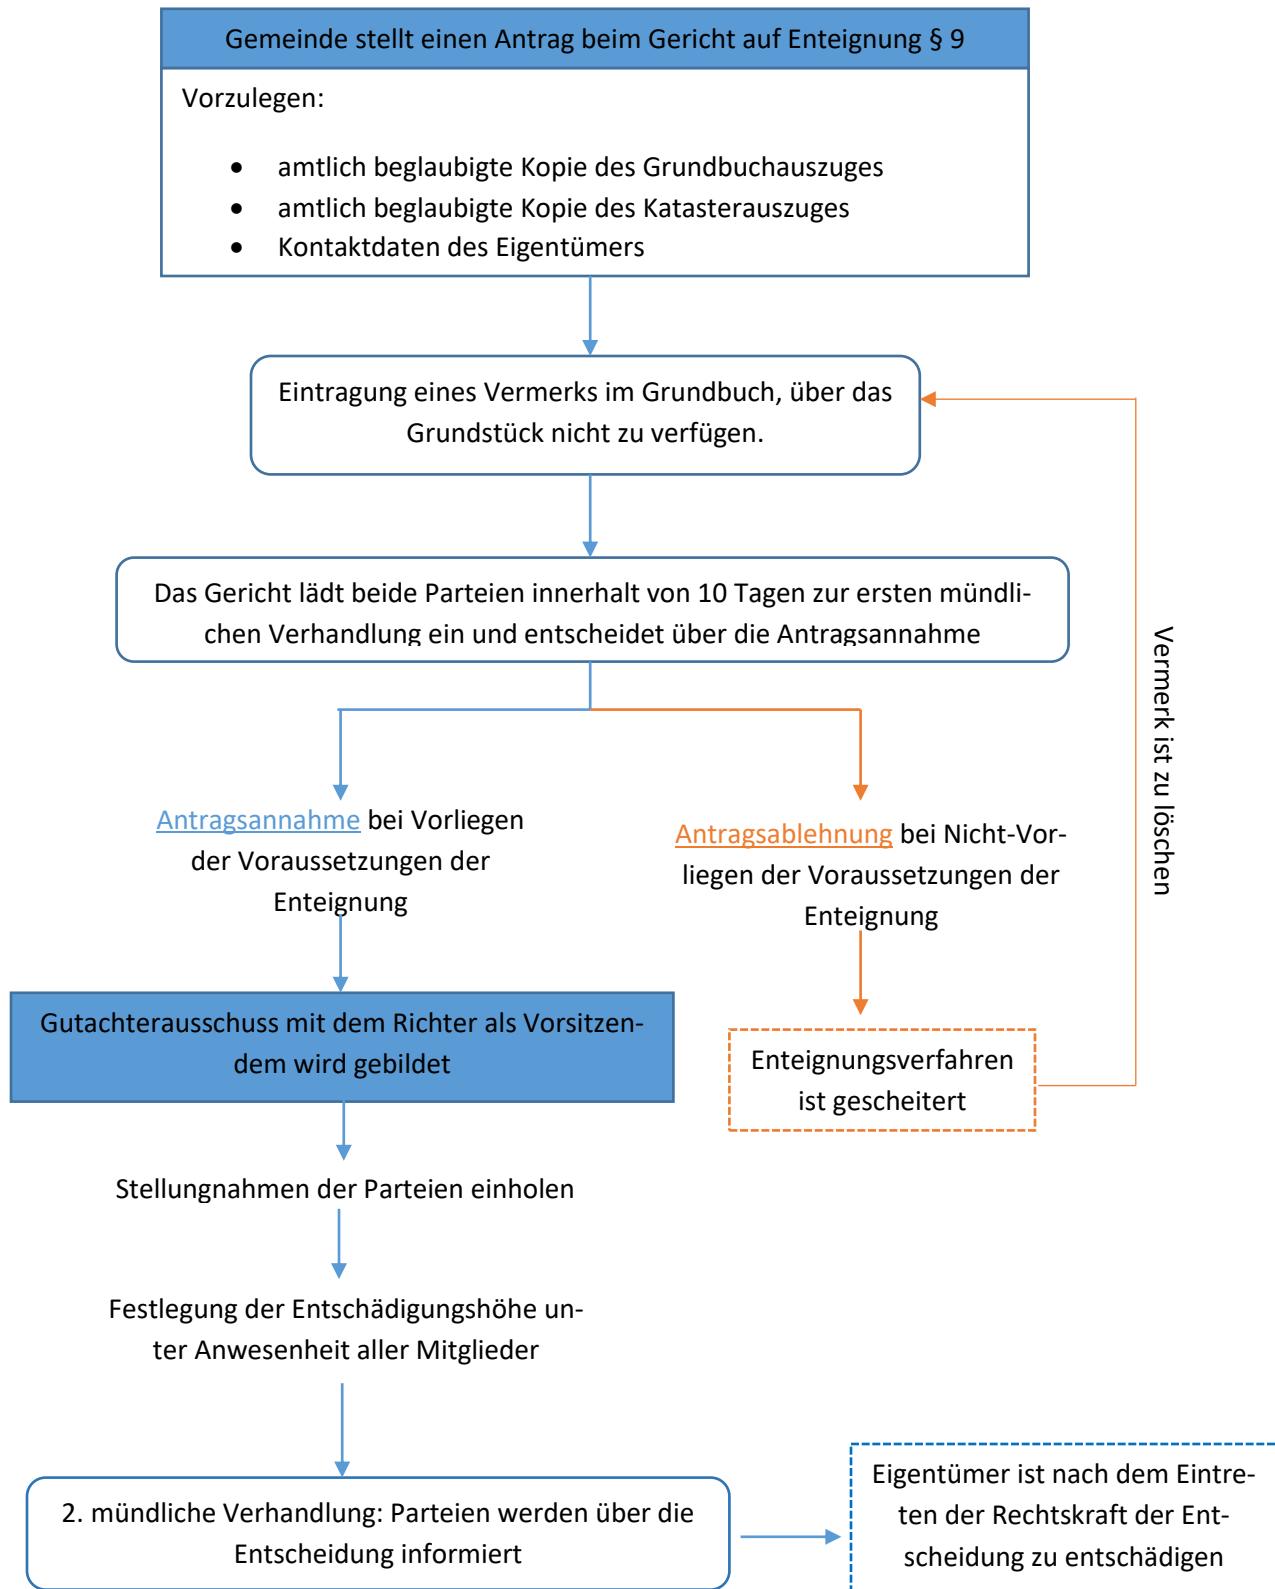 Gemeinde stellt einen Antrag beim Gericht auf Enteignung § 9
Vorzulegen:
• amtlich beglaubigte Kopie des Grundbuchauszuges
• amtlich beglaubigte Kopie des Katasterauszuges
• Kontaktdaten des Eigentümers
Eintragung eines Vermerks im Grundbuch, über das
Grundstück nicht zu verfügen.
Das Gericht lädt beide Parteien innerhalt von 10 Tagen zur ersten mündli-
chen Verhandlung ein und entscheidet über die Antragsannahme
Vermerk ist zu löschen
Antragsannahme bei Vorliegen
der Voraussetzungen der
Enteignung
Antragsablehnung bei Nicht-Vor-
liegen der Voraussetzungen der
Enteignung
Gutachterausschuss mit dem Richter als Vorsitzen-
dem wird gebildet
Enteignungsverfahren
ist gescheitert
Stellungnahmen der Parteien einholen
Festlegung der Entschädigungshöhe un-
ter Anwesenheit aller Mitglieder
2. mündliche Verhandlung: Parteien werden über die
Entscheidung informiert
Eigentümer ist nach dem Eintre-
ten der Rechtskraft der Ent-
scheidung zu entschädigen